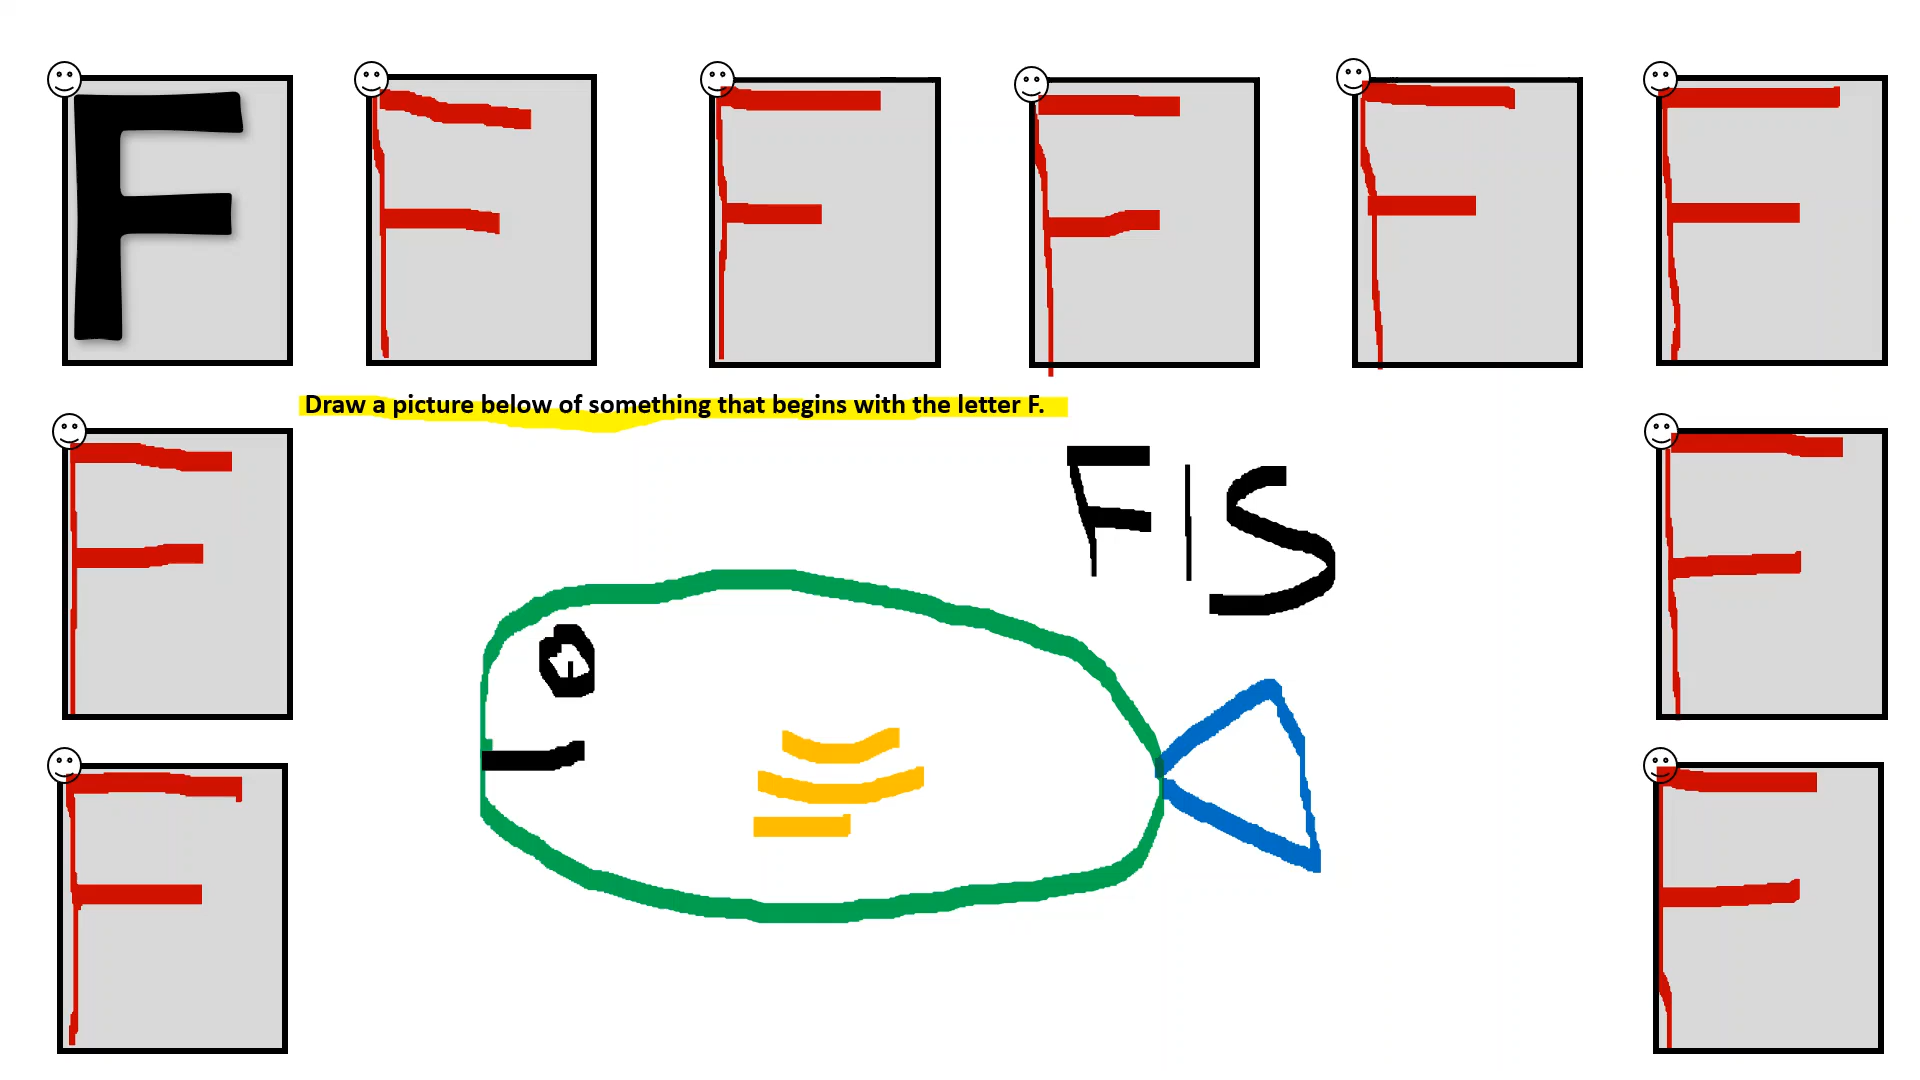 F F F F F F
Draw a picture below of something that begins with the letter F.
F F
FIS
F F